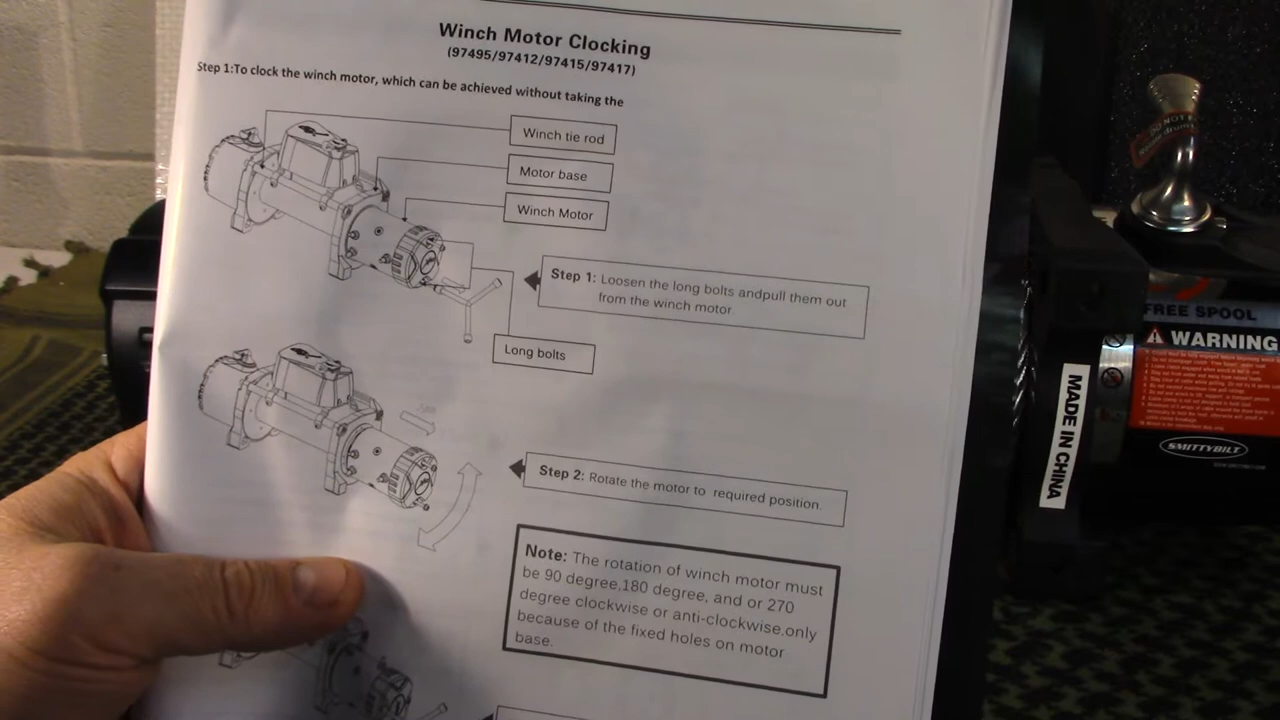 Winch Motor Clocking
(97495/97412/97415/97417)
Step 1:To clock the winch motor, which can be achieved without taking the
Winch tie rod
Motor base
Winch Motor
Step 1: Loosen the long bolts andpull them out
from the winch motor.
Long bolts
Step 2: Rotate the motor to required position.
Note: The rotation of winch motor must
be 90 degree,180 degree, and or 270
degree clockwise or anti-clockwise,only
because of the fixed holes on motor
base.
DO NOT
FREE SPOOL
WARNING
MADE IN CHINA
SMITTYBILT